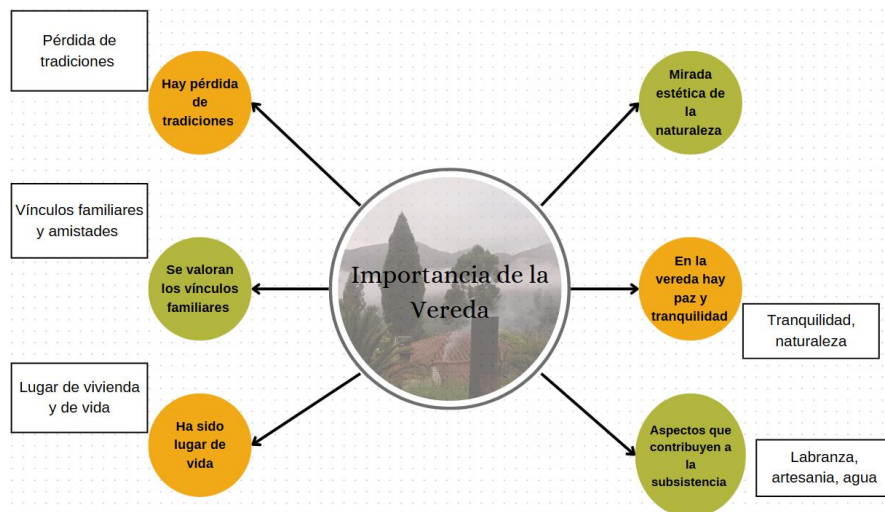 Pérdida de
tradiciones
Hay pérdida
de
tradiciones
Mirada
estética de
la
naturaleza
Vínculos familiares
y amistades
Se valoran
los vínculos
familiares
Importancia de la
Vereda
En la
vereda hay
paz y
tranquilidad
Tranquilidad,
naturaleza
Lugar de vivienda
y de vida
Ha sido
lugar de
vida
Aspectos que
contribuyen a
la
subsistencia
Labranza,
artesania, agua